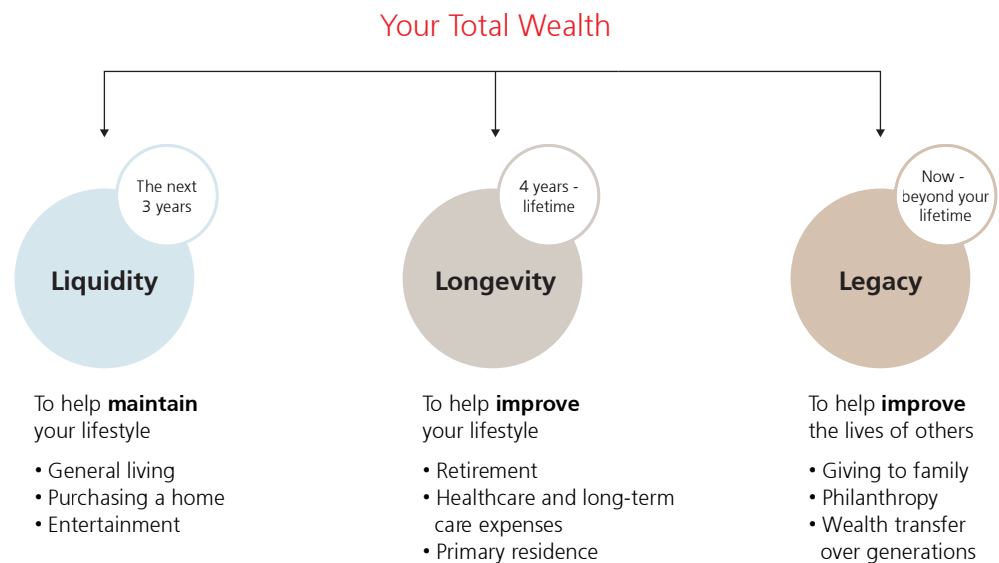 Your Total Wealth
The next
3 years
Liquidity
To help maintain
your lifestyle
• General living
• Purchasing a home
• Entertainment
4 years -
lifetime
Longevity
To help improve
your lifestyle
• Retirement
• Healthcare and long-term
care expenses
• Primary residence
Now -
beyond your
lifetime
Legacy
To help improve
the lives of others
• Giving to family
• Philanthropy
• Wealth transfer
over generations